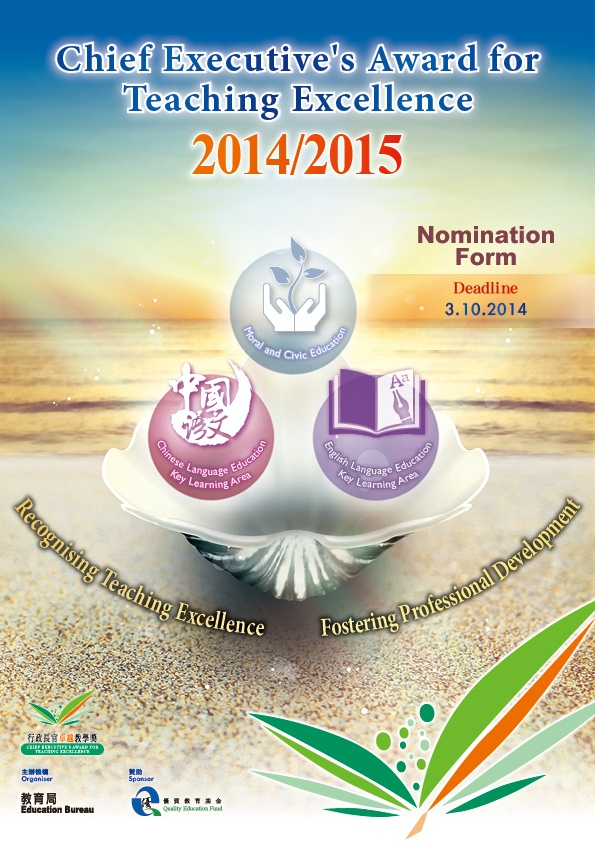 Chief Executive's Award for
Teaching Excellence
2014/2015
Nomination
Form
Deadline
3.10.2014
Moral and Civic Education
中國語文
Chinese Language Education
Key Learning Area
Aa
English Language Education
Key Learning Area
Recognising Teaching Excellence
Fostering Professional Development
行政長官卓越教學獎
CHIEF EXECUTIVE'S AWARD FOR
TEACHING EXCELLENCE
主辦機構
Organiser
教育局
Education Bureau
贊助
Sponsor
優
優質教育基金
Quality Education Fund